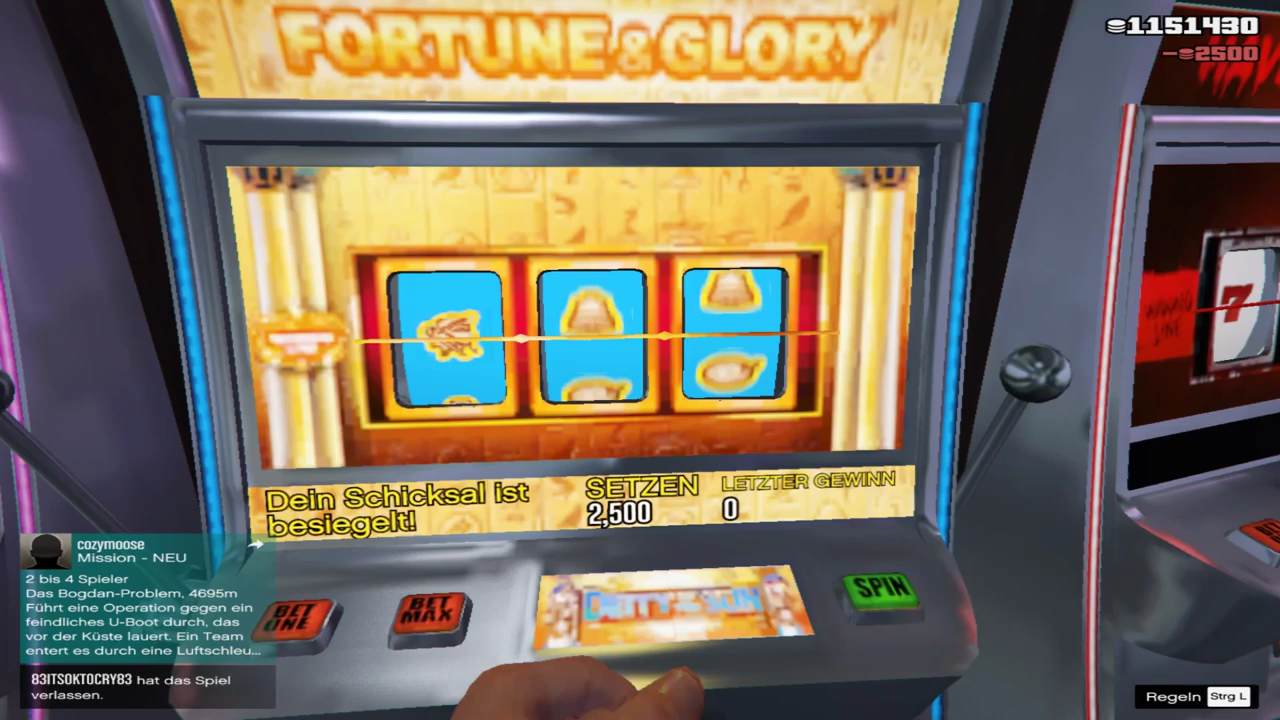 FORTUNE & GLORY
1151430
-2500
Dein Schicksal ist
besiegelt!
SETZEN
2,500
LETZTER GEWINN
0
BET
ONE
BET
MAX
SPIN
cozymoose
Mission - NEU
2 bis 4 Spieler
Das Bogdan-Problem, 4695m
Führt eine Operation gegen ein
feindliches U-Boot durch, das
vor der Küste lauert. Ein Team
entert es durch eine Luftschleu...
83ITSOKTOCRY83 hat das Spiel
verlassen.
7
Regeln Strg L